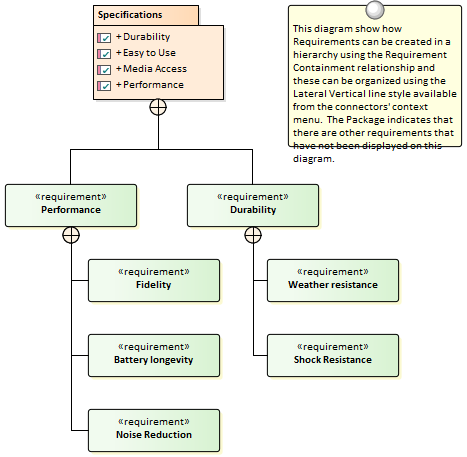 Specifications
+ Durability
+ Easy to Use
+ Media Access
+ Performance
This diagram show how
Requirements can be created in a
hierarchy using the Requirement
Containment relationship and
these can be organized using the
Lateral Vertical line style available
from the connectors' context
menu. The Package indicates that
there are other requirements that
have not been displayed on this
diagram.
«requirement»
Performance
«requirement»
Durability
«requirement»
Fidelity
«requirement»
Weather resistance
«requirement»
Battery longevity
«requirement»
Shock Resistance
«requirement»
Noise Reduction